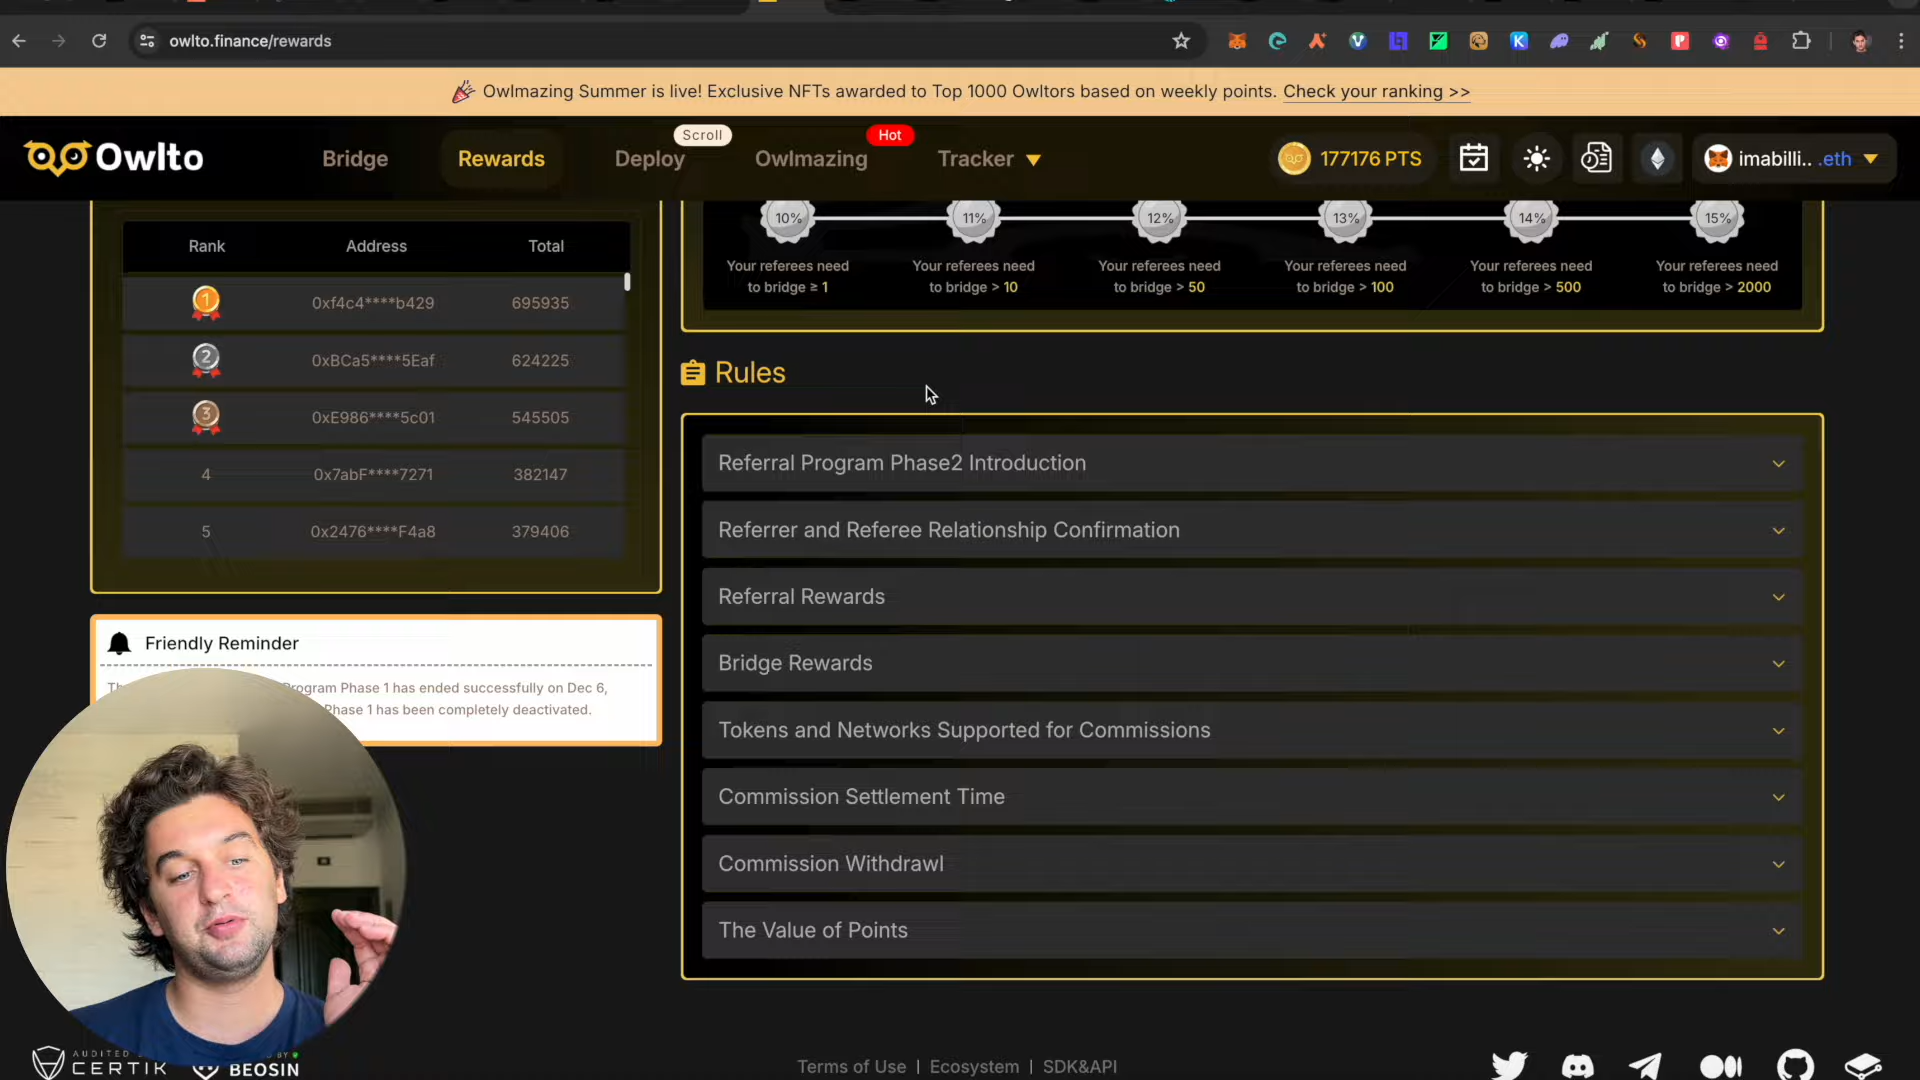 owlto.finance/rewards
Owlmazing Summer is live! Exclusive NFTs awarded to Top 1000 Owltors based on weekly points. Check your ranking >>
Owlto
Bridge
Rewards
Scroll
Deploy
Hot
Owlmazing
Tracker
177176 PTS
imabilli.. .eth
Rank Address Total
1 0xf4c4****b429 695935
2 0xBCa5****5Eaf 624225
3 0xE986****5c01 545505
4 0x7abF****7271 382147
5 0x2476****F4a8 379406
10% 11% 12% 13% 14% 15%
Your referees need
to bridge ≥ 1
Your referees need
to bridge > 10
Your referees need
to bridge > 50
Your referees need
to bridge > 100
Your referees need
to bridge > 500
Your referees need
to bridge > 2000
Friendly Reminder
Program Phase 1 has ended successfully on Dec 6,
Phase 1 has been completely deactivated.
Rules
Referral Program Phase2 Introduction
Referrer and Referee Relationship Confirmation
Referral Rewards
Bridge Rewards
Tokens and Networks Supported for Commissions
Commission Settlement Time
Commission Withdrawl
The Value of Points
AUDITED
CERTIK
BY
BEOSIN
Terms of Use | Ecosystem | SDK&API